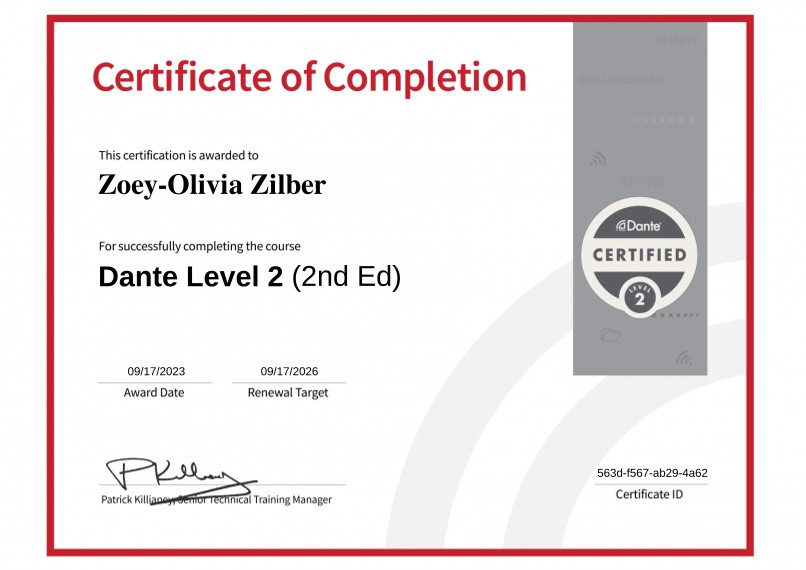 Certificate of Completion
This certification is awarded to
Zoey-Olivia Zilber
For successfully completing the course
Dante Level 2 (2nd Ed)
Dante
CERTIFIED
LEVEL
2
09/17/2023 09/17/2026
Award Date Renewal Target
PKillianey
Patrick Killianey, Senior Technical Training Manager
563d-f567-ab29-4a62
Certificate ID